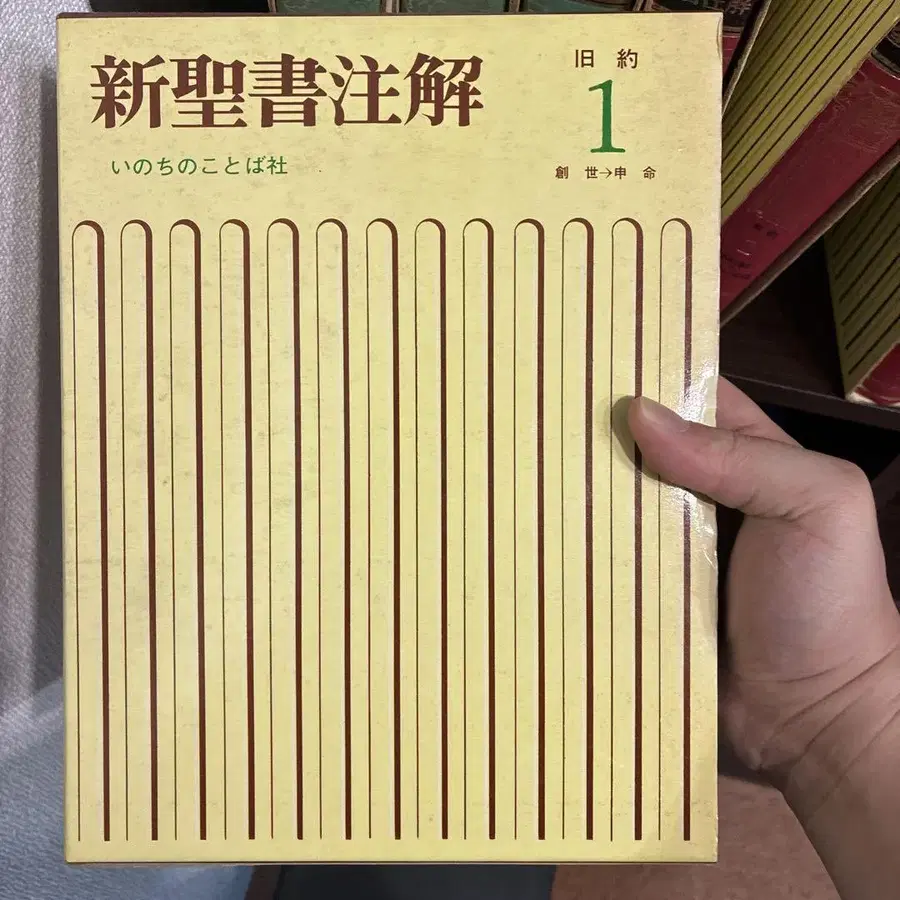 新聖書注解
いのちのことば社
旧約
1
創世→申命